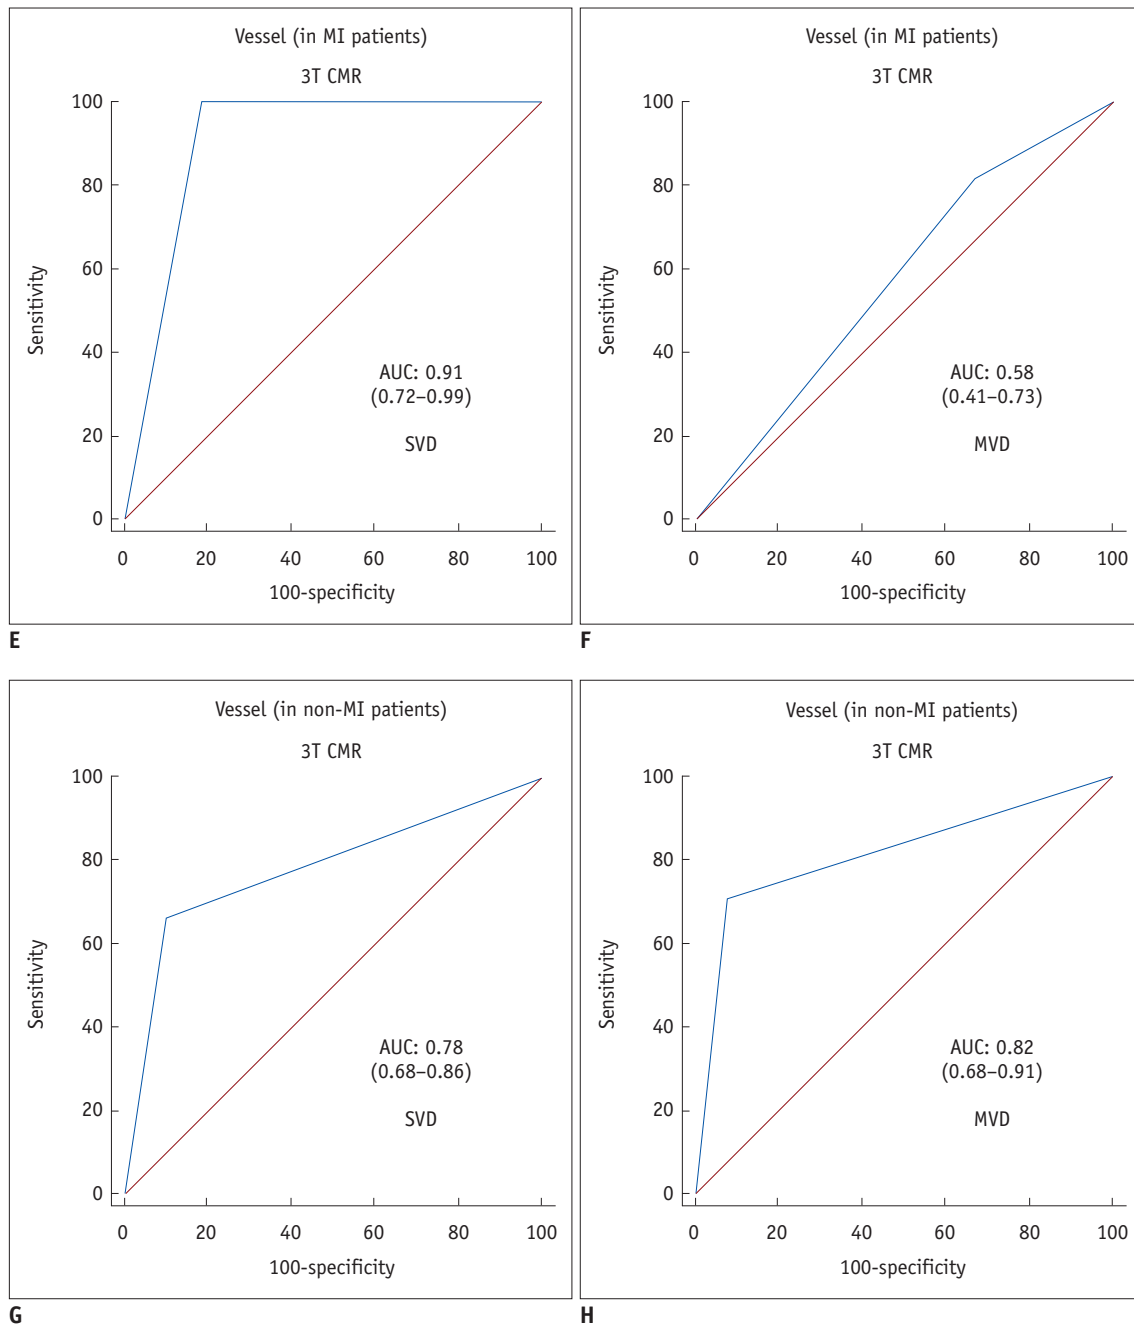 Vessel (in MI patients)
3T CMR
100
80
60
40
20
0
Sensitivity
AUC: 0.91
(0.72–0.99)
SVD
0 20 40 60 80 100
100-specificity
E
Vessel (in MI patients)
3T CMR
100
80
60
40
20
0
Sensitivity
AUC: 0.58
(0.41–0.73)
MVD
0 20 40 60 80 100
100-specificity
F
Vessel (in non-MI patients)
3T CMR
100
80
60
40
20
0
Sensitivity
AUC: 0.78
(0.68–0.86)
SVD
0 20 40 60 80 100
100-specificity
G
Vessel (in non-MI patients)
3T CMR
100
80
60
40
20
0
Sensitivity
AUC: 0.82
(0.68–0.91)
MVD
0 20 40 60 80 100
100-specificity
H